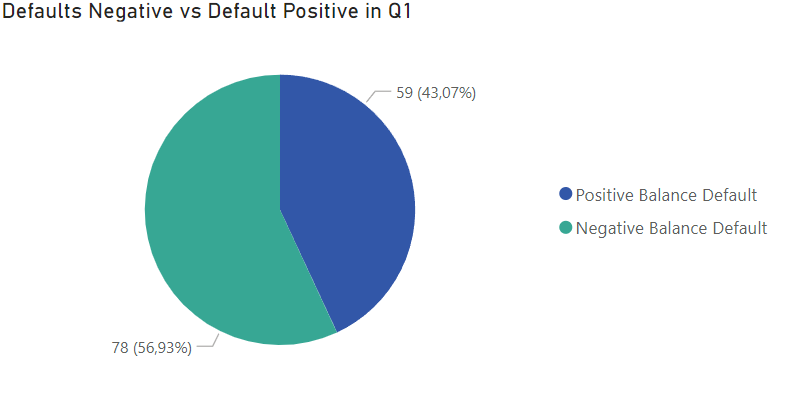 Defaults Negative vs Default Positive in Q1
59 (43,07%)
Positive Balance Default
Negative Balance Default
78 (56,93%)